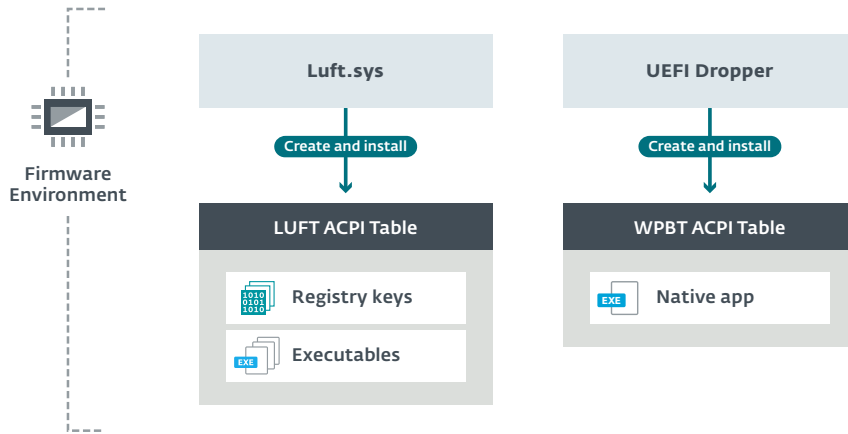 Firmware
Environment
Luft.sys
Create and install
LUFT ACPI Table
1010
0101
1010
Registry keys
EXE
Executables
UEFI Dropper
Create and install
WPBT ACPI Table
EXE
Native app